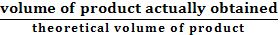 volume of product actually obtained
theoretical volume of product